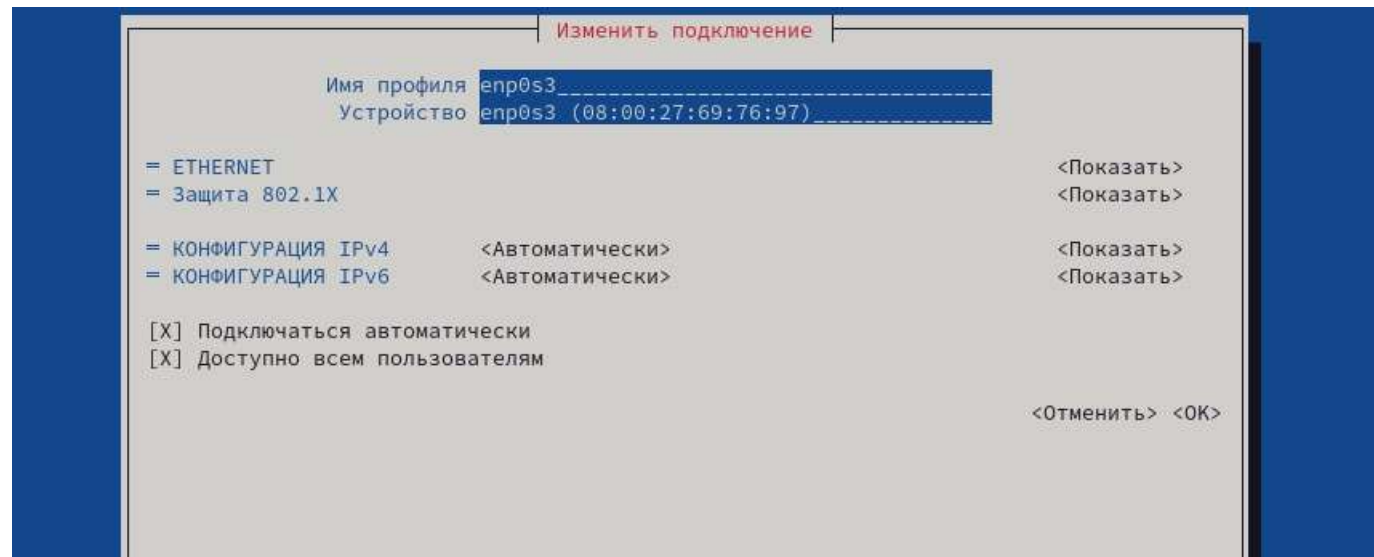 Изменить подключение
Имя профиля enp0s3
Устройство enp0s3 (08:00:27:69:76:97)
= ETHERNET <Показать>
= Защита 802.1X <Показать>
= КОНФИГУРАЦИЯ IPv4 <Автоматически> <Показать>
= КОНФИГУРАЦИЯ IPv6 <Автоматически> <Показать>
[X] Подключаться автоматически
[X] Доступно всем пользователям
<Отменить> <OK>